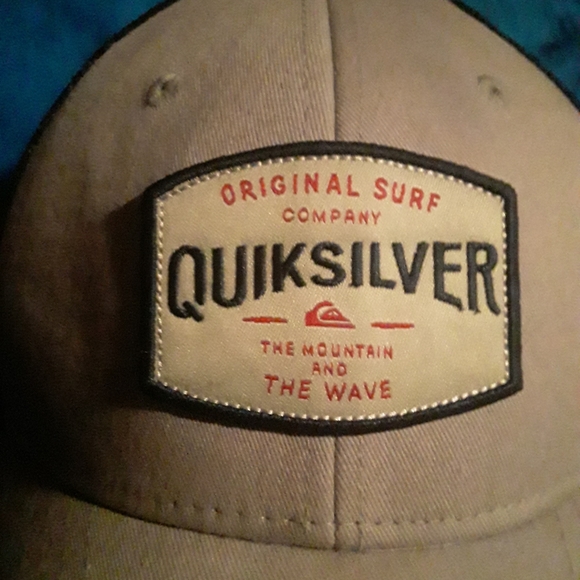 ORIGINAL SURF
COMPANY
QUIKSILVER
THE MOUNTAIN
AND
THE WAVE